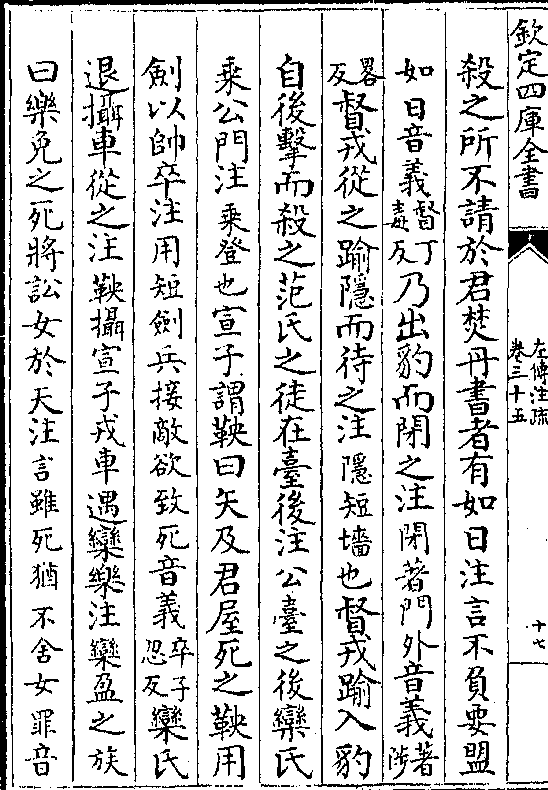 欽定四庫全書
左傳注疏
卷三十五
十七
殺之所不請於君焚丹書者有如日注言不負要盟
如日音義督丁毒反乃出豹而閉之注閉著門外音義著陟
畧反督戎從之踰隱而待之注隱短墻也督戎踰入豹
自後擊而殺之范氏之徒在臺後注公臺之後欒氏
乘公門注乘登也宣子謂鞅曰矢及君屋死之鞅用
劍以帥卒注用短劍兵接敵欲致死音義卒子忽反欒氏
退攝車從之注鞅攝宣子戎車遇欒樂注欒盈之族
曰樂免之死將訟女於天注言雖死猶不舍女罪音